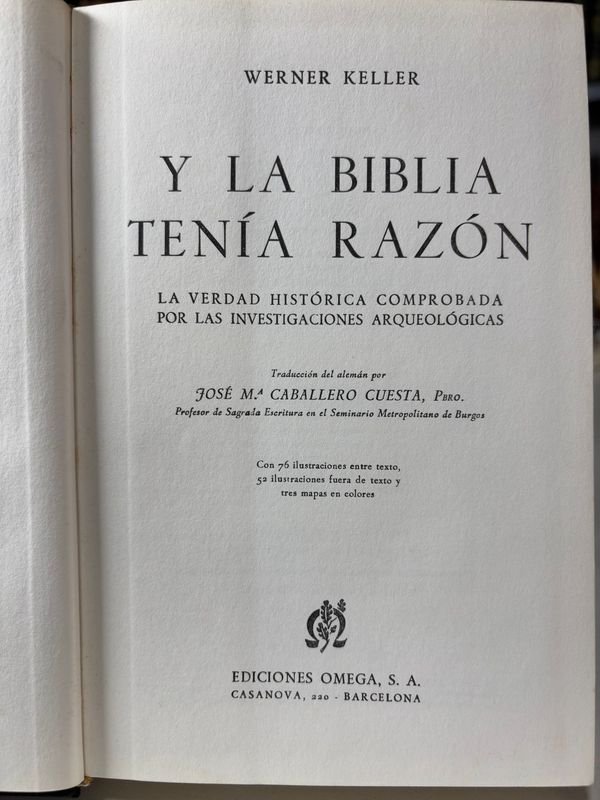 WERNER KELLER
Y LA BIBLIA
TENÍA RAZÓN
LA VERDAD HISTÓRICA COMPROBADA
POR LAS INVESTIGACIONES ARQUEOLÓGICAS
Traducción del alemán por
JOSÉ M.ª CABALLERO CUESTA, PBRO.
Profesor de Sagrada Escritura en el Seminario Metropolitano de Burgos
Con 76 ilustraciones entre texto,
52 ilustraciones fuera de texto y
tres mapas en colores
EDICIONES OMEGA, S. A.
CASANOVA, 220 - BARCELONA